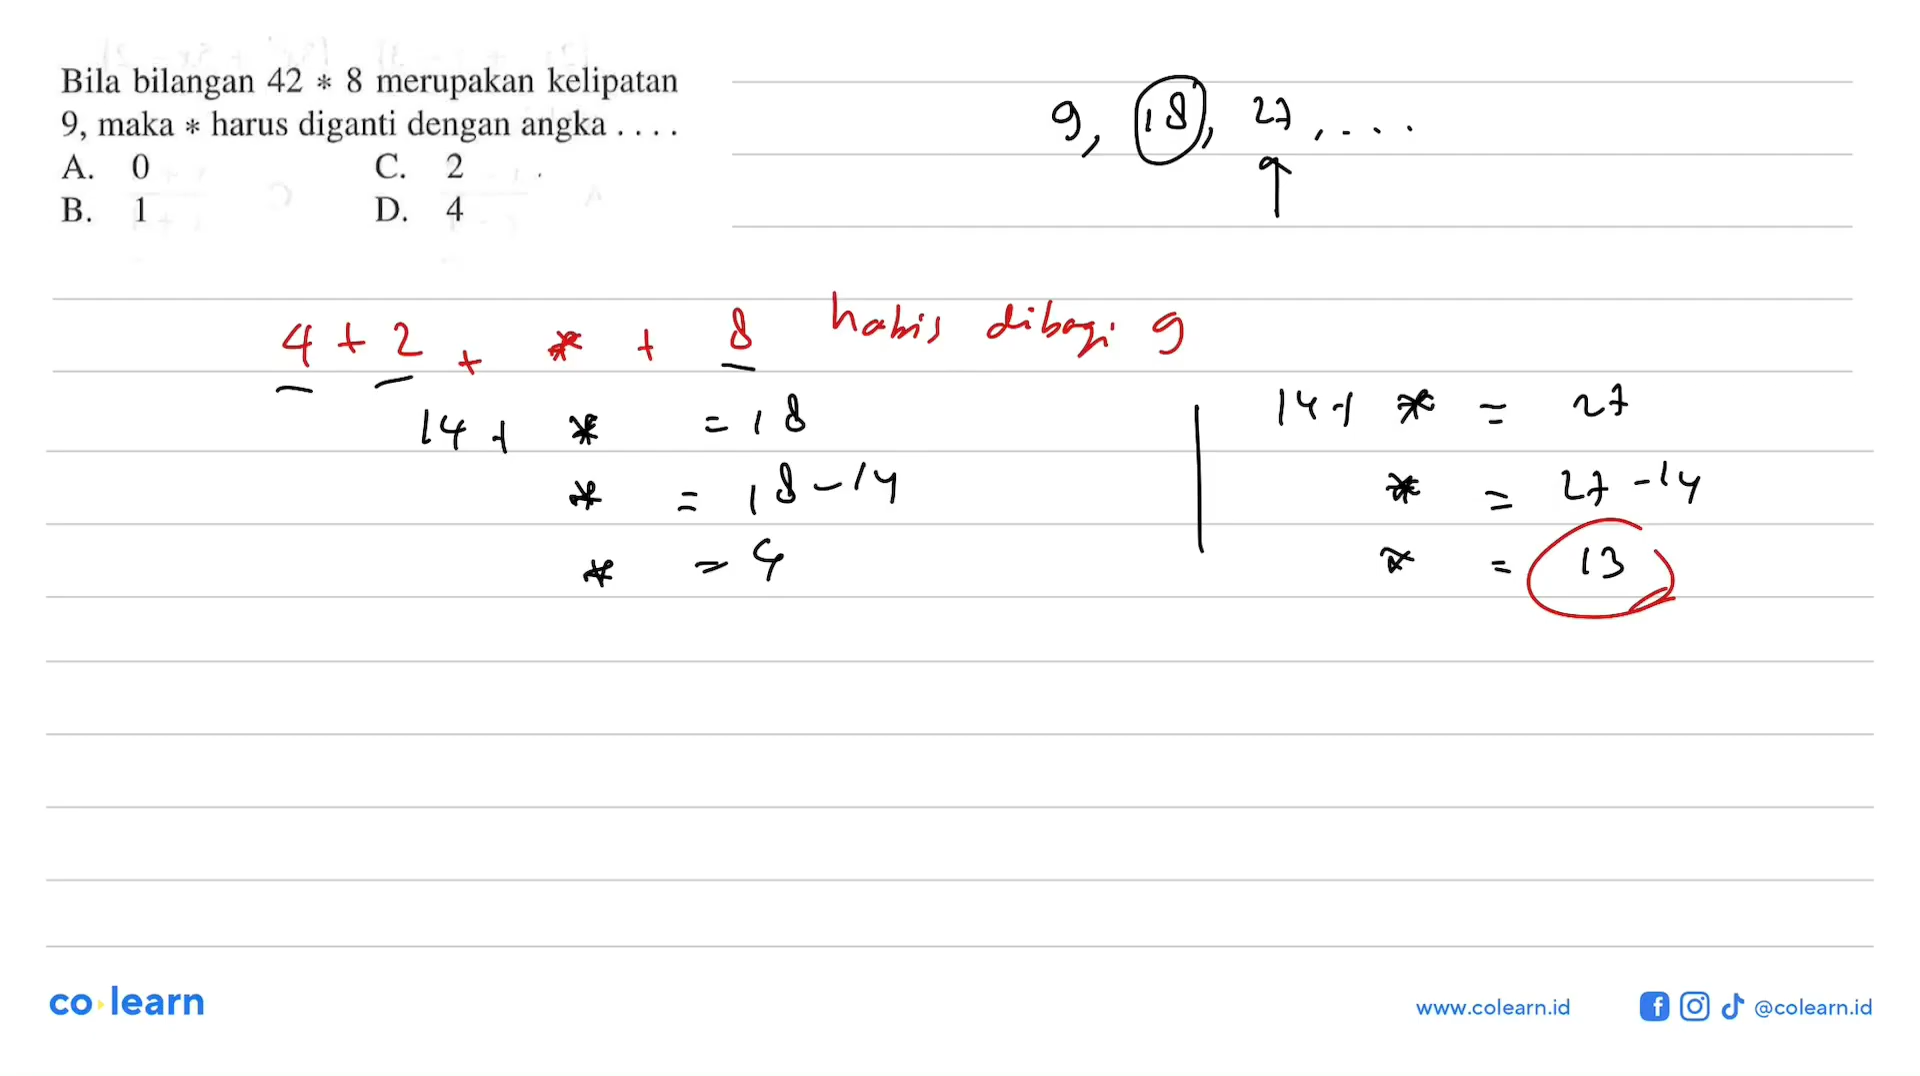 Bila bilangan 42 * 8 merupakan kelipatan
9, maka * harus diganti dengan angka . . . .
A. 0 C. 2
B. 1 D. 4
9, 18, 27, . . . .
4 + 2 + * + 8 habis dibagi 9
14 + * = 18
* = 18 - 14
* = 4
14 + * = 27
* = 27 - 14
* = 13
co learn
www.colearn.id
@colearn.id